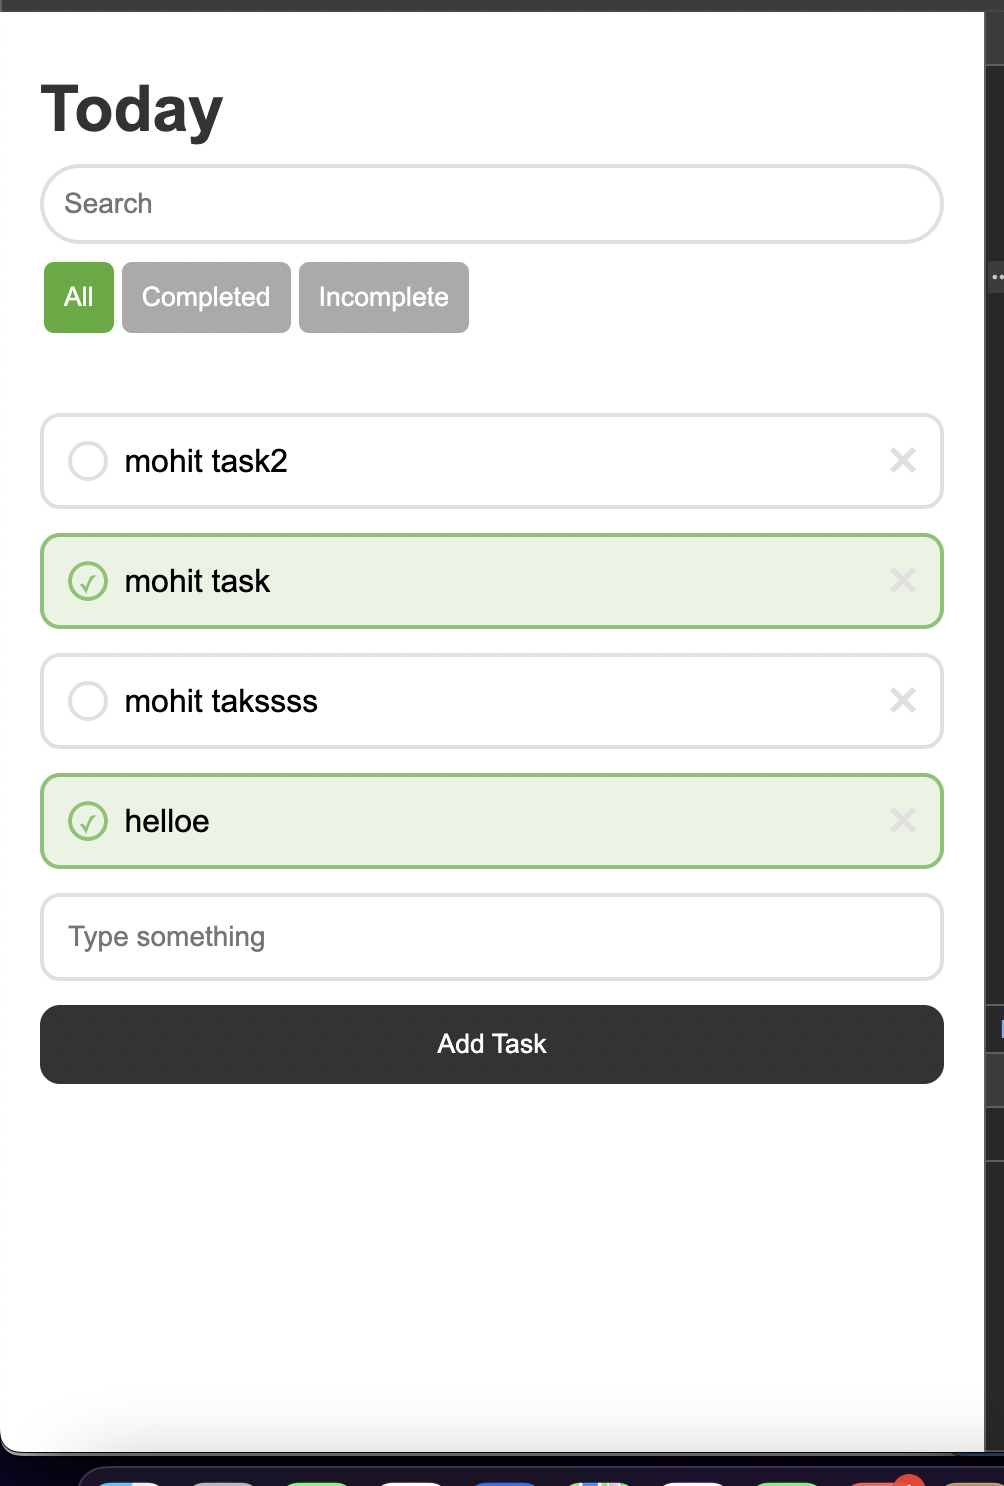 Today
Search
All Completed Incomplete
mohit task2
mohit task
mohit takssss
helloe
Type something
Add Task